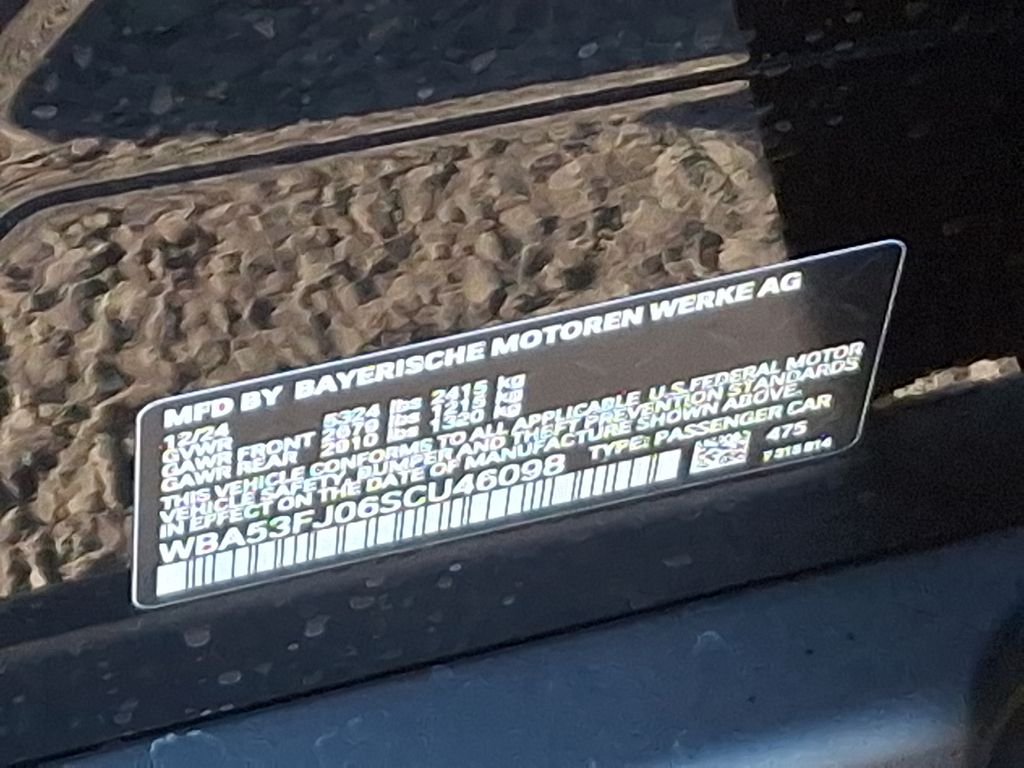 MFD BY BAYERISCHE MOTOREN WERKE AG
12/24
GVWR 5324 lbs 2415 kg
GAWR FRONT 2679 lbs 1215 kg
GAWR REAR 2910 lbs 1320 kg
THIS VEHICLE CONFORMS TO ALL APPLICABLE U.S.FEDERAL MOTOR
VEHICLE SAFETY, BUMPER AND THEFT PREVENTION STANDARDS
IN EFFECT ON THE DATE OF MANUFACTURE SHOWN ABOVE.
WBA53FJ06SCU46098 TYPE: PASSENGER CAR
475